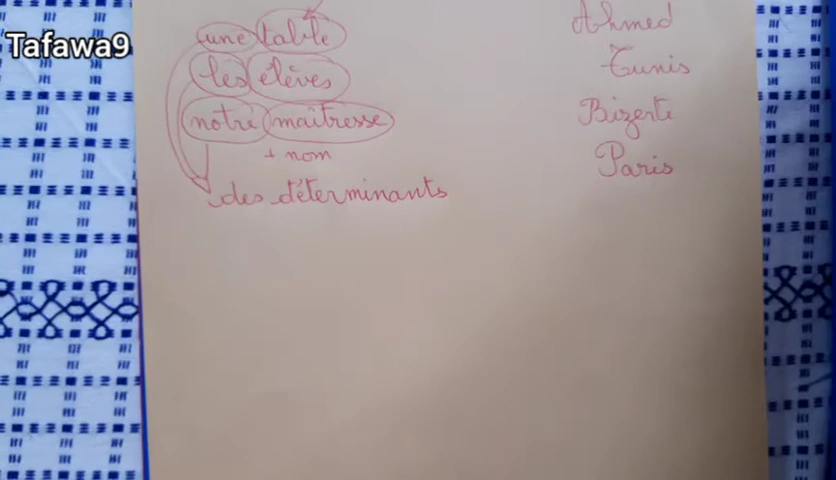 Tafawa9
une table
les élèves
notre maîtresse
+ nom
des déterminants
Ahmed
Tunis
Bizerte
Paris